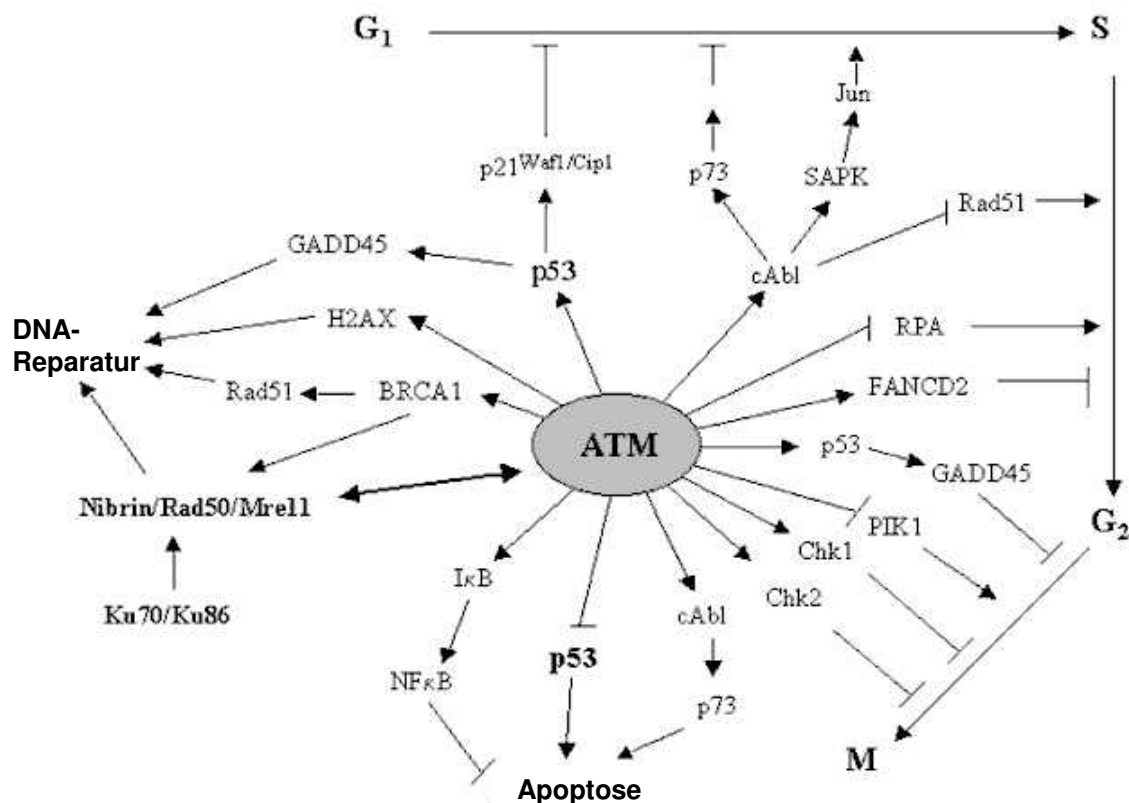 G₁ S
Jun
p21Waf1/Cip1 p73 SAPK
Rad51
GADD45
p53 cAbl
DNA-
Reparatur
H2AX RPA
Rad51 BRCA1 FANCD2
ATM
p53
GADD45
Nibrin/Rad50/Mre11
PIK1 G₂
Chk1
IκB
Chk2
Ku70/Ku86
cAbl
p53
NFκB
p73
M
Apoptose